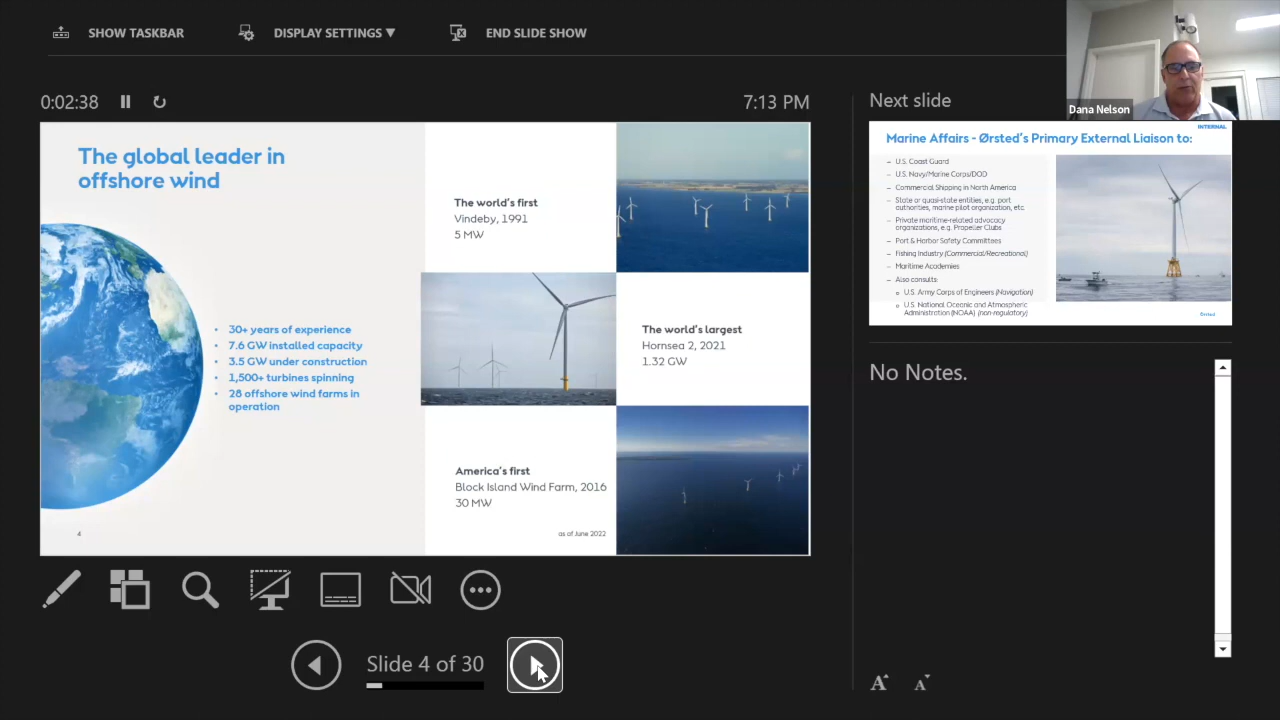 SHOW TASKBAR
DISPLAY SETTINGS ▼
END SLIDE SHOW
Dana Nelson
0:02:38
7:13 PM
The global leader in
offshore wind
• 30+ years of experience
• 7.6 GW installed capacity
• 3.5 GW under construction
• 1,500+ turbines spinning
• 28 offshore wind farms in
operation
The world's first
Vindeby, 1991
5 MW
The world's largest
Hornsea 2, 2021
1.32 GW
America's first
Block Island Wind Farm, 2016
30 MW
4
as of June 2022
Next slide
INTERNAL
Marine Affairs - Ørsted's Primary External Liaison to:
– U.S. Coast Guard
– U.S. Navy/Marine Corps/DOD
– Commercial Shipping in North America
– State or quasi-state entities, e.g. port
authorities, marine pilot organization, etc.
– Private maritime-related advocacy
organizations, e.g. Propeller Clubs
– Port & Harbor Safety Committees
– Fishing Industry (Commercial/Recreational)
– Maritime Academies
– Also consults:
U.S. Army Corps of Engineers (Navigation)
U.S. National Oceanic and Atmospheric
Administration (NOAA) (non-regulatory)
Ørsted
No Notes.
Slide 4 of 30
A A